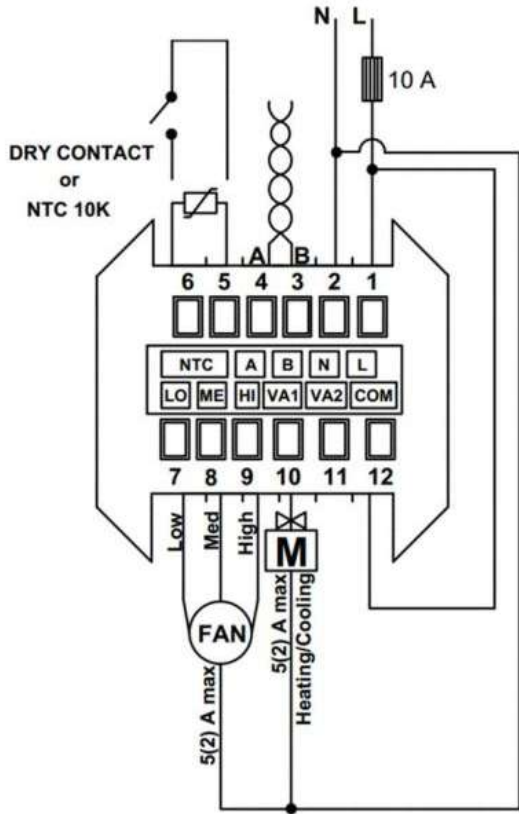 N L
10 A
DRY CONTACT
or
NTC 10K
A B
6 5 4 3 2 1
NTC A B N L
LO ME HI VA1 VA2 COM
7 8 9 10 11 12
Low Med High
M
FAN
5(2) A max
5(2) A max
Heating/Cooling